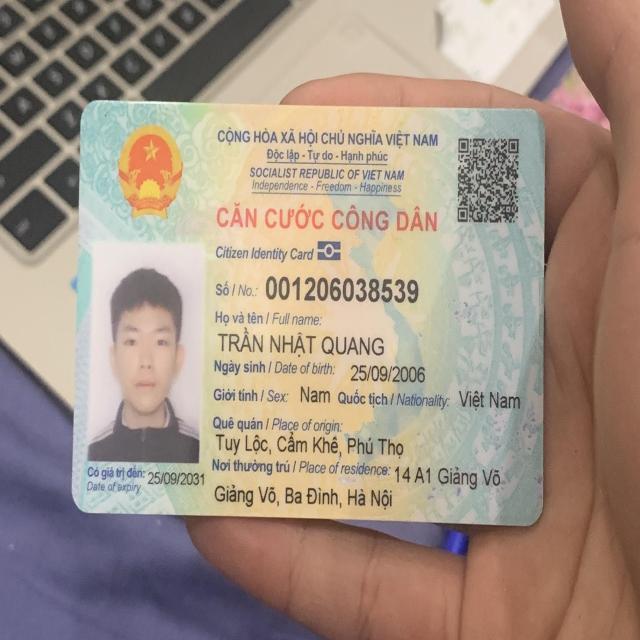 CỘNG HÒA XÃ HỘI CHỦ NGHĨA VIỆT NAM
Độc lập - Tự do - Hạnh phúc
SOCIALIST REPUBLIC OF VIET NAM
Independence - Freedom - Happiness
CĂN CƯỚC CÔNG DÂN
Citizen Identity Card
Số / No.: 001206038539
Họ và tên / Full name:
TRẦN NHẬT QUANG
Ngày sinh / Date of birth: 25/09/2006
Giới tính / Sex: Nam Quốc tịch / Nationality: Việt Nam
Quê quán / Place of origin:
Tuy Lộc, Cẩm Khê, Phú Thọ
Nơi thường trú / Place of residence: 14 A1 Giảng Võ
Giảng Võ, Ba Đình, Hà Nội
Có giá trị đến: 25/09/2031
Date of expiry